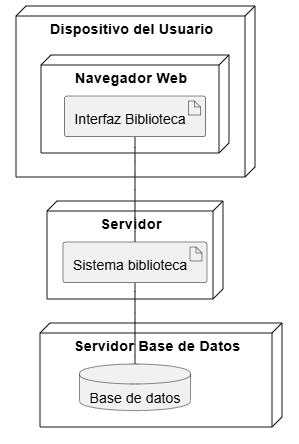 Dispositivo del Usuario
Navegador Web
Interfaz Biblioteca
Servidor
Sistema biblioteca
Servidor Base de Datos
Base de datos